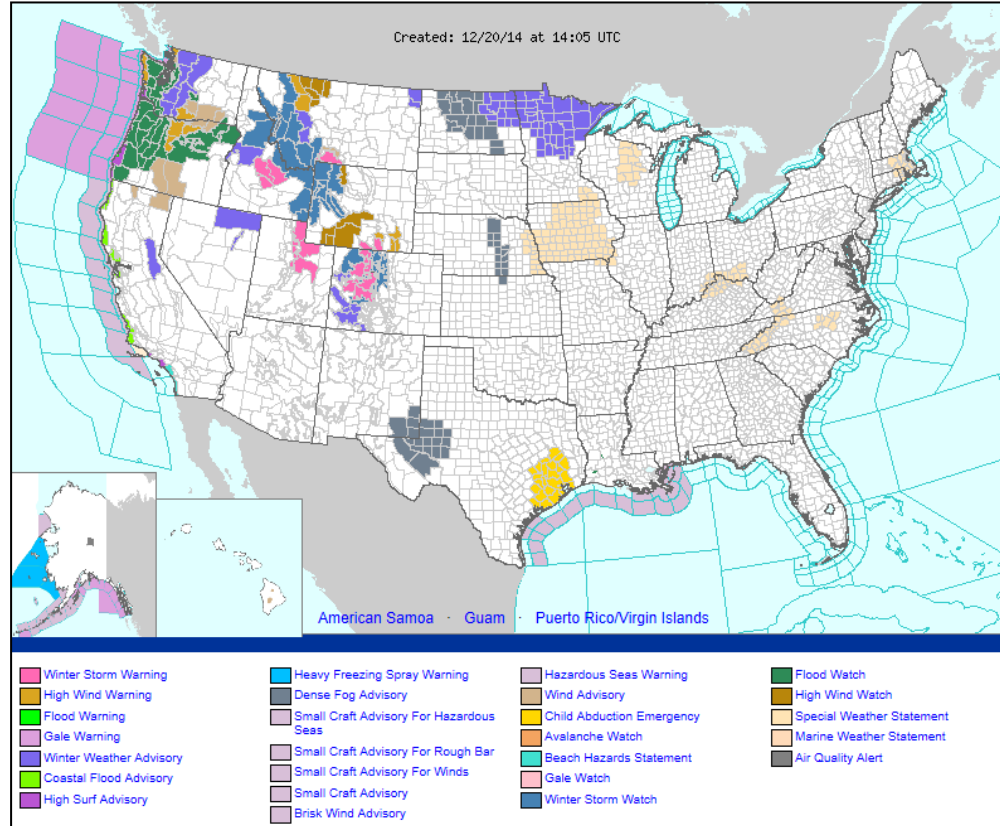 Created: 12/20/14 at 14:05 UTC
American Samoa · Guam · Puerto Rico/Virgin Islands
Winter Storm Warning
High Wind Warning
Flood Warning
Gale Warning
Winter Weather Advisory
Coastal Flood Advisory
High Surf Advisory
Heavy Freezing Spray Warning
Dense Fog Advisory
Small Craft Advisory For Hazardous
Seas
Small Craft Advisory For Rough Bar
Small Craft Advisory For Winds
Small Craft Advisory
Brisk Wind Advisory
Hazardous Seas Warning
Wind Advisory
Child Abduction Emergency
Avalanche Watch
Beach Hazards Statement
Gale Watch
Winter Storm Watch
Flood Watch
High Wind Watch
Special Weather Statement
Marine Weather Statement
Air Quality Alert